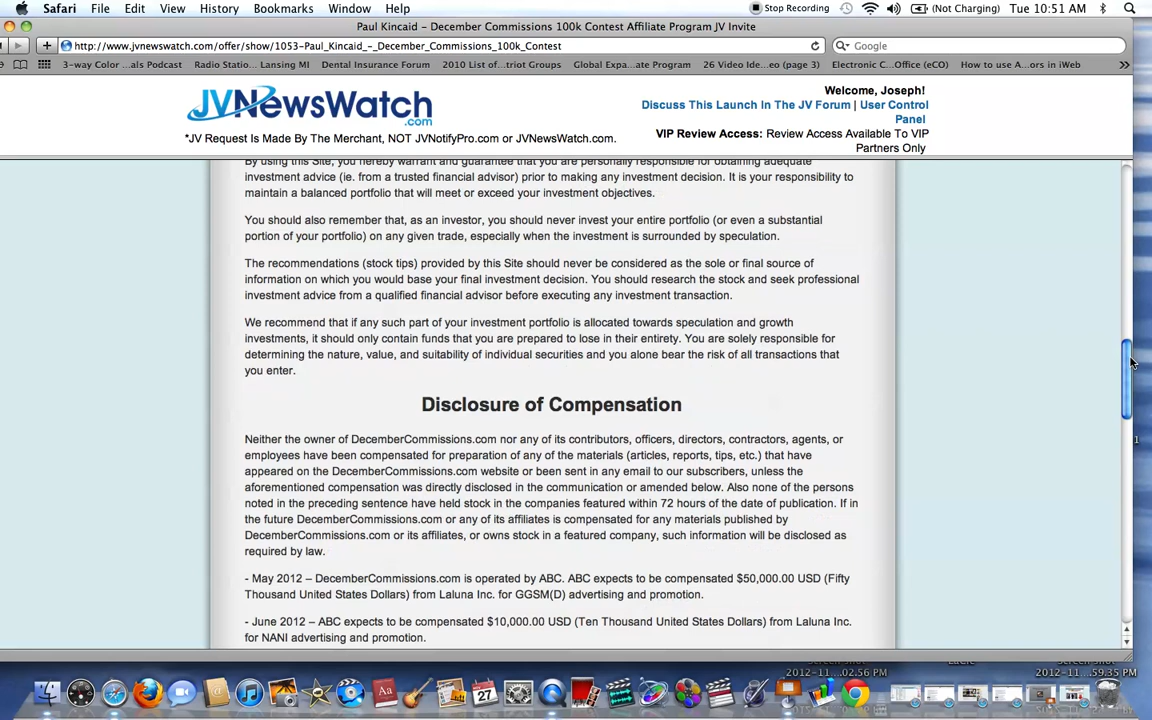 Safari File Edit View History Bookmarks Window Help Stop Recording (Not Charging) Tue 10:51 AM
Paul Kincaid – December Commissions 100k Contest Affiliate Program JV Invite
http://www.jvnewswatch.com/offer/show/1053-Paul_Kincaid_-_December_Commissions_100k_Contest Google
3-way Color ...als Podcast Radio Statio... Lansing MI Dental Insurance Forum 2010 List of...triot Groups Global Expa...ate Program 26 Video Ide...eo (page 3) Electronic C...Office (eCO) How to use A...ors in iWeb
JVNewsWatch.com
*JV Request Is Made By The Merchant, NOT JVNotifyPro.com or JVNewsWatch.com.
Welcome, Joseph!
Discuss This Launch In The JV Forum | User Control
Panel
VIP Review Access: Review Access Available To VIP
Partners Only
By using this Site, you hereby warrant and guarantee that you are personally responsible for obtaining adequate
investment advice (ie. from a trusted financial advisor) prior to making any investment decision. It is your responsibility to
maintain a balanced portfolio that will meet or exceed your investment objectives.
You should also remember that, as an investor, you should never invest your entire portfolio (or even a substantial
portion of your portfolio) on any given trade, especially when the investment is surrounded by speculation.
The recommendations (stock tips) provided by this Site should never be considered as the sole or final source of
information on which you would base your final investment decision. You should research the stock and seek professional
investment advice from a qualified financial advisor before executing any investment transaction.
We recommend that if any such part of your investment portfolio is allocated towards speculation and growth
investments, it should only contain funds that you are prepared to lose in their entirety. You are solely responsible for
determining the nature, value, and suitability of individual securities and you alone bear the risk of all transactions that
you enter.
Disclosure of Compensation
Neither the owner of DecemberCommissions.com nor any of its contributors, officers, directors, contractors, agents, or
employees have been compensated for preparation of any of the materials (articles, reports, tips, etc.) that have
appeared on the DecemberCommissions.com website or been sent in any email to our subscribers, unless the
aforementioned compensation was directly disclosed in the communication or amended below. Also none of the persons
noted in the preceding sentence have held stock in the companies featured within 72 hours of the date of publication. If in
the future DecemberCommissions.com or any of its affiliates is compensated for any materials published by
DecemberCommissions.com or its affiliates, or owns stock in a featured company, such information will be disclosed as
required by law.
- May 2012 – DecemberCommissions.com is operated by ABC. ABC expects to be compensated $50,000.00 USD (Fifty
Thousand United States Dollars) from Laluna Inc. for GGSM(D) advertising and promotion.
- June 2012 – ABC expects to be compensated $10,000.00 USD (Ten Thousand United States Dollars) from Laluna Inc.
for NANI advertising and promotion.
2012-11...02.56 PM 2012-11...59.35 PM
27